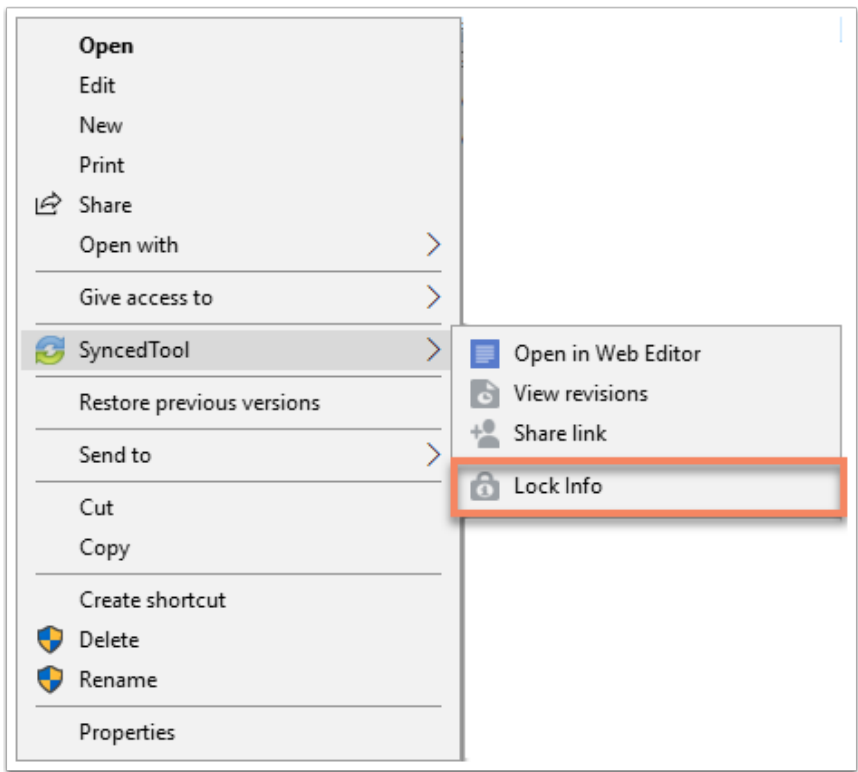 Open
Edit
New
Print
Share
Open with
Give access to
SyncedTool
Restore previous versions
Send to
Cut
Copy
Create shortcut
Delete
Rename
Properties
Open in Web Editor
View revisions
Share link
Lock Info